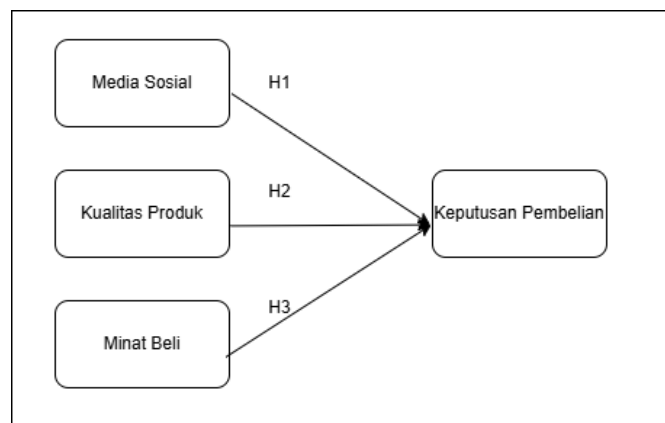 Media Sosial
H1
Kualitas Produk
H2
Keputusan Pembelian
Minat Beli
H3